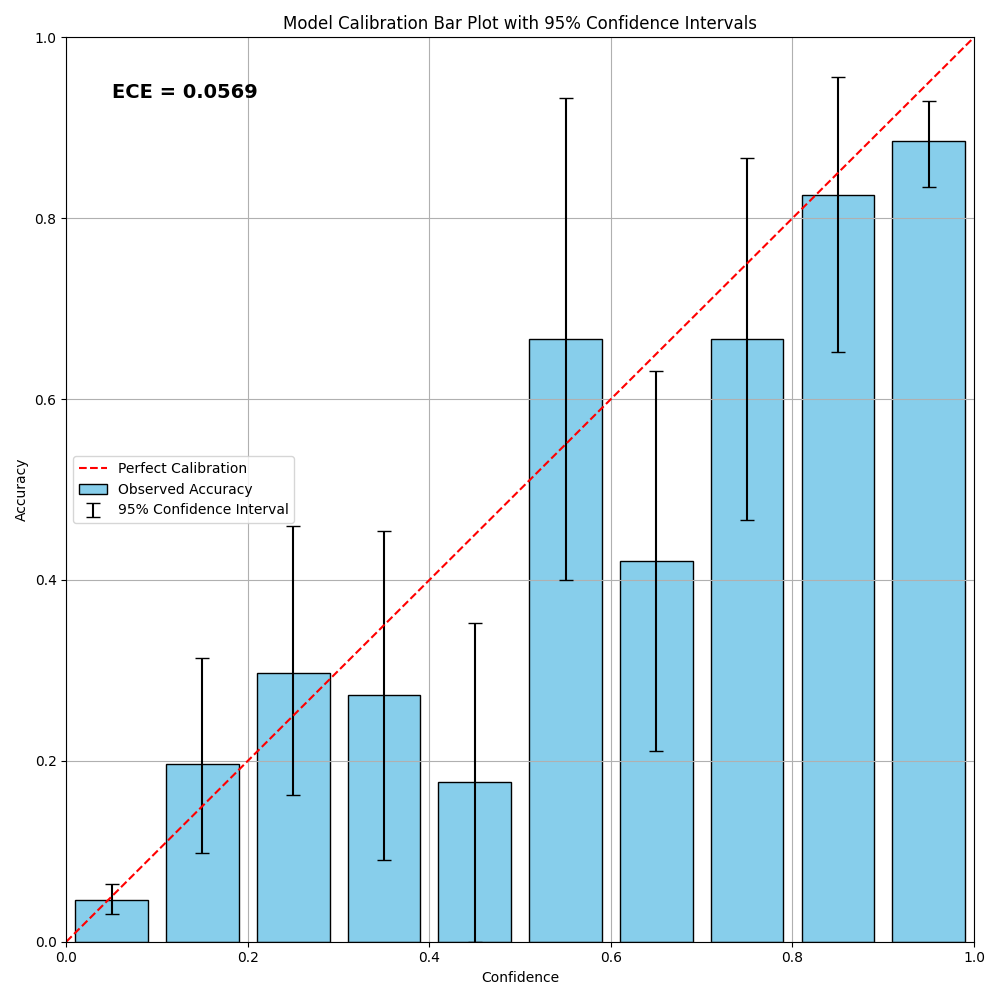 Model Calibration Bar Plot with 95% Confidence Intervals
1.0
ECE = 0.0569
0.8
0.6
Accuracy
Perfect Calibration
Observed Accuracy
95% Confidence Interval
0.4
0.2
0.0
0.0 0.2 0.4 0.6 0.8 1.0
Confidence